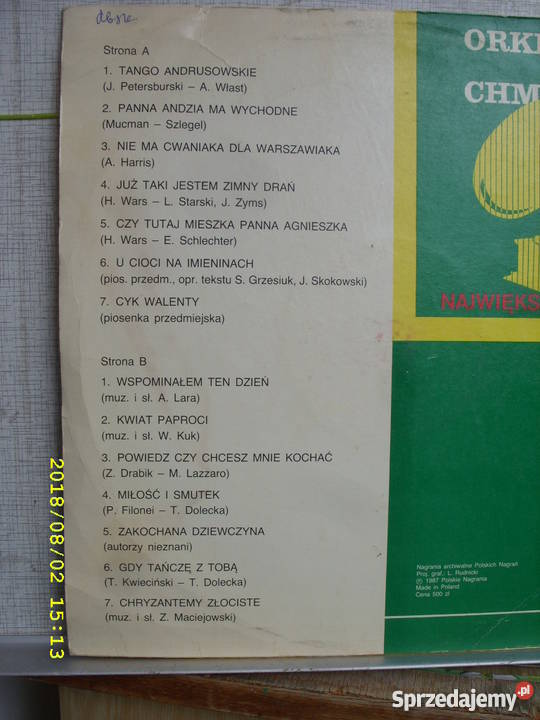 ORK
CHM
NAJWIĘKS
Strona A
1. TANGO ANDRUSOWSKIE
(J. Petersburski – A. Włast)
2. PANNA ANDZIA MA WYCHODNE
(Mucman – Szlegel)
3. NIE MA CWANIAKA DLA WARSZAWIAKA
(A. Harris)
4. JUŻ TAKI JESTEM ZIMNY DRAŃ
(H. Wars – L. Starski, J. Zyms)
5. CZY TUTAJ MIESZKA PANNA AGNIESZKA
(H. Wars – E. Schlechter)
6. U CIOCI NA IMIENINACH
(pios. przedm., opr. tekstu S. Grzesiuk, J. Skokowski)
7. CYK WALENTY
(piosenka przedmiejska)
Strona B
1. WSPOMINAŁEM TEN DZIEŃ
(muz. i sł. A. Lara)
2. KWIAT PAPROCI
(muz. i sł. W. Kuk)
3. POWIEDZ CZY CHCESZ MNIE KOCHAĆ
(Z. Drabik – M. Lazzaro)
4. MIŁOŚĆ I SMUTEK
(P. Filonei – T. Dolecka)
5. ZAKOCHANA DZIEWCZYNA
(autorzy nieznani)
6. GDY TAŃCZĘ Z TOBĄ
(T. Kwieciński – T. Dolecka)
7. CHRYZANTEMY ZŁOCISTE
(muz. i sł. Z. Maciejowski)
Nagrania archiwalne Polskich Nagrań
Proj. graf.: L. Rudnicki
Ⓟ 1987 Polskie Nagrania
Made in Poland
Cena 500 zł
2018/08/02 15:13
Sprzedajemy.pl